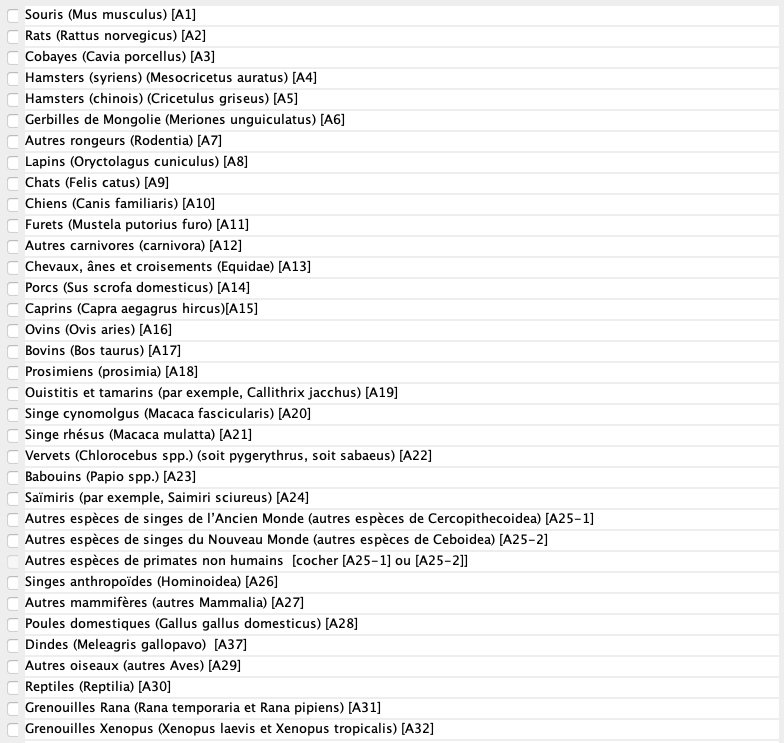 Souris (Mus musculus) [A1]
Rats (Rattus norvegicus) [A2]
Cobayes (Cavia porcellus) [A3]
Hamsters (syriens) (Mesocricetus auratus) [A4]
Hamsters (chinois) (Cricetulus griseus) [A5]
Gerbilles de Mongolie (Meriones unguiculatus) [A6]
Autres rongeurs (Rodentia) [A7]
Lapins (Oryctolagus cuniculus) [A8]
Chats (Felis catus) [A9]
Chiens (Canis familiaris) [A10]
Furets (Mustela putorius furo) [A11]
Autres carnivores (carnivora) [A12]
Chevaux, ânes et croisements (Equidae) [A13]
Porcs (Sus scrofa domesticus) [A14]
Caprins (Capra aegagrus hircus)[A15]
Ovins (Ovis aries) [A16]
Bovins (Bos taurus) [A17]
Prosimiens (prosimia) [A18]
Ouistitis et tamarins (par exemple, Callithrix jacchus) [A19]
Singe cynomolgus (Macaca fascicularis) [A20]
Singe rhésus (Macaca mulatta) [A21]
Vervets (Chlorocebus spp.) (soit pygerythrus, soit sabaeus) [A22]
Babouins (Papio spp.) [A23]
Saïmiris (par exemple, Saimiri sciureus) [A24]
Autres espèces de singes de l’Ancien Monde (autres espèces de Cercopithecoidea) [A25-1]
Autres espèces de singes du Nouveau Monde (autres espèces de Ceboidea) [A25-2]
Autres espèces de primates non humains  [cocher [A25-1] ou [A25-2]]
Singes anthropoïdes (Hominoidea) [A26]
Autres mammifères (autres Mammalia) [A27]
Poules domestiques (Gallus gallus domesticus) [A28]
Dindes (Meleagris gallopavo)  [A37]
Autres oiseaux (autres Aves) [A29]
Reptiles (Reptilia) [A30]
Grenouilles Rana (Rana temporaria et Rana pipiens) [A31]
Grenouilles Xenopus (Xenopus laevis et Xenopus tropicalis) [A32]